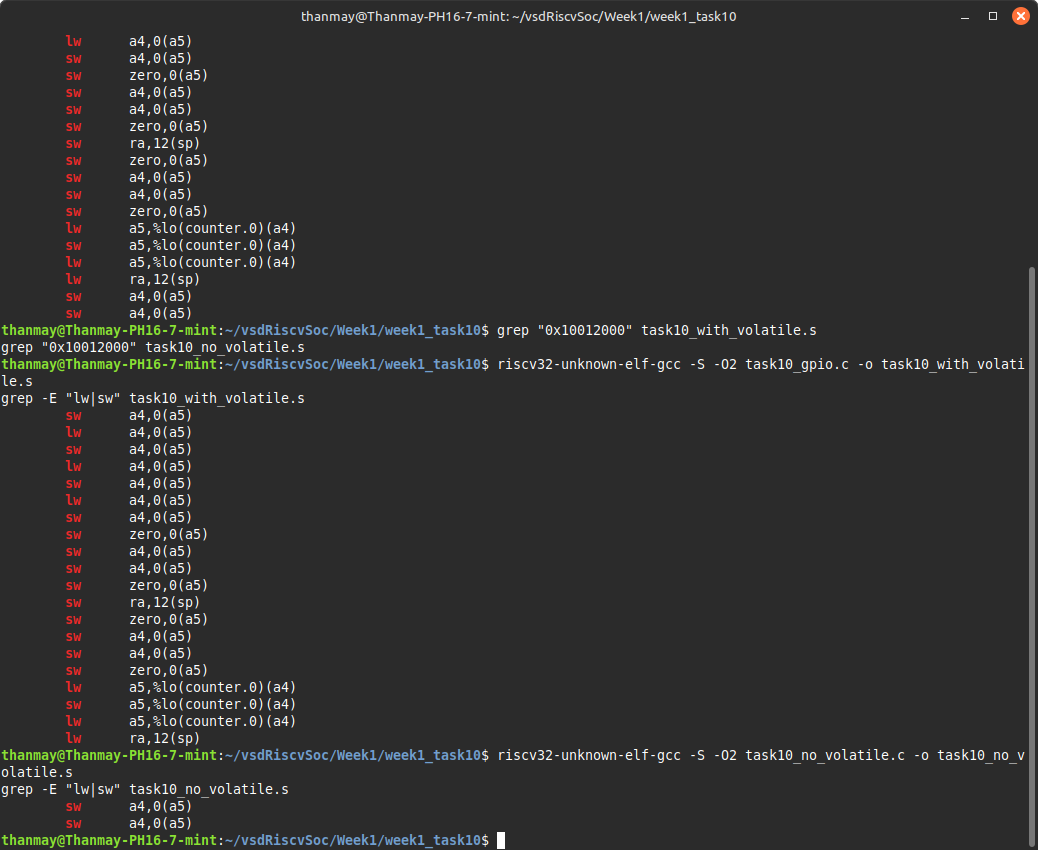 thanmay@Thanmay-PH16-7-mint: ~/vsdRiscvSoc/Week1/week1_task10
lw a4,0(a5)
sw a4,0(a5)
sw zero,0(a5)
sw a4,0(a5)
sw a4,0(a5)
sw zero,0(a5)
sw ra,12(sp)
sw zero,0(a5)
sw a4,0(a5)
sw a4,0(a5)
sw zero,0(a5)
lw a5,%lo(counter.0)(a4)
sw a5,%lo(counter.0)(a4)
lw a5,%lo(counter.0)(a4)
lw ra,12(sp)
sw a4,0(a5)
sw a4,0(a5)
thanmay@Thanmay-PH16-7-mint:~/vsdRiscvSoc/Week1/week1_task10$ grep "0x10012000" task10_with_volatile.s
grep "0x10012000" task10_no_volatile.s
thanmay@Thanmay-PH16-7-mint:~/vsdRiscvSoc/Week1/week1_task10$ riscv32-unknown-elf-gcc -S -O2 task10_gpio.c -o task10_with_volati
le.s
grep -E "lw|sw" task10_with_volatile.s
sw a4,0(a5)
lw a4,0(a5)
sw a4,0(a5)
lw a4,0(a5)
sw a4,0(a5)
lw a4,0(a5)
sw a4,0(a5)
sw zero,0(a5)
sw a4,0(a5)
sw a4,0(a5)
sw zero,0(a5)
sw ra,12(sp)
sw zero,0(a5)
sw a4,0(a5)
sw a4,0(a5)
sw zero,0(a5)
lw a5,%lo(counter.0)(a4)
sw a5,%lo(counter.0)(a4)
lw a5,%lo(counter.0)(a4)
lw ra,12(sp)
thanmay@Thanmay-PH16-7-mint:~/vsdRiscvSoc/Week1/week1_task10$ riscv32-unknown-elf-gcc -S -O2 task10_no_volatile.c -o task10_no_v
olatile.s
grep -E "lw|sw" task10_no_volatile.s
sw a4,0(a5)
sw a4,0(a5)
thanmay@Thanmay-PH16-7-mint:~/vsdRiscvSoc/Week1/week1_task10$